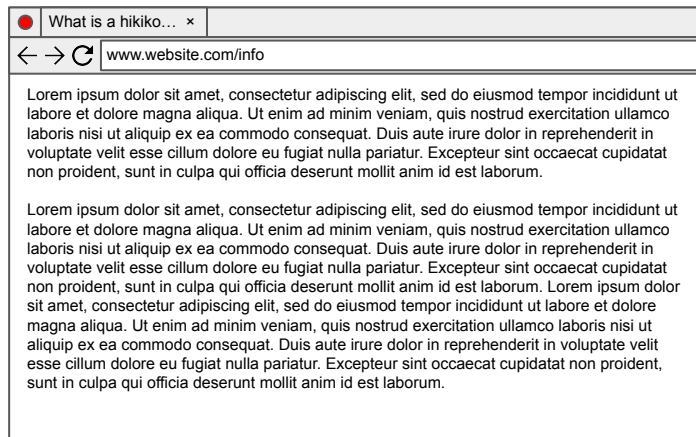 What is a hikiko… ×
www.website.com/info
Lorem ipsum dolor sit amet, consectetur adipiscing elit, sed do eiusmod tempor incididunt ut
labore et dolore magna aliqua. Ut enim ad minim veniam, quis nostrud exercitation ullamco
laboris nisi ut aliquip ex ea commodo consequat. Duis aute irure dolor in reprehenderit in
voluptate velit esse cillum dolore eu fugiat nulla pariatur. Excepteur sint occaecat cupidatat
non proident, sunt in culpa qui officia deserunt mollit anim id est laborum.
Lorem ipsum dolor sit amet, consectetur adipiscing elit, sed do eiusmod tempor incididunt ut
labore et dolore magna aliqua. Ut enim ad minim veniam, quis nostrud exercitation ullamco
laboris nisi ut aliquip ex ea commodo consequat. Duis aute irure dolor in reprehenderit in
voluptate velit esse cillum dolore eu fugiat nulla pariatur. Excepteur sint occaecat cupidatat
non proident, sunt in culpa qui officia deserunt mollit anim id est laborum. Lorem ipsum dolor
sit amet, consectetur adipiscing elit, sed do eiusmod tempor incididunt ut labore et dolore
magna aliqua. Ut enim ad minim veniam, quis nostrud exercitation ullamco laboris nisi ut
aliquip ex ea commodo consequat. Duis aute irure dolor in reprehenderit in voluptate velit
esse cillum dolore eu fugiat nulla pariatur. Excepteur sint occaecat cupidatat non proident,
sunt in culpa qui officia deserunt mollit anim id est laborum.